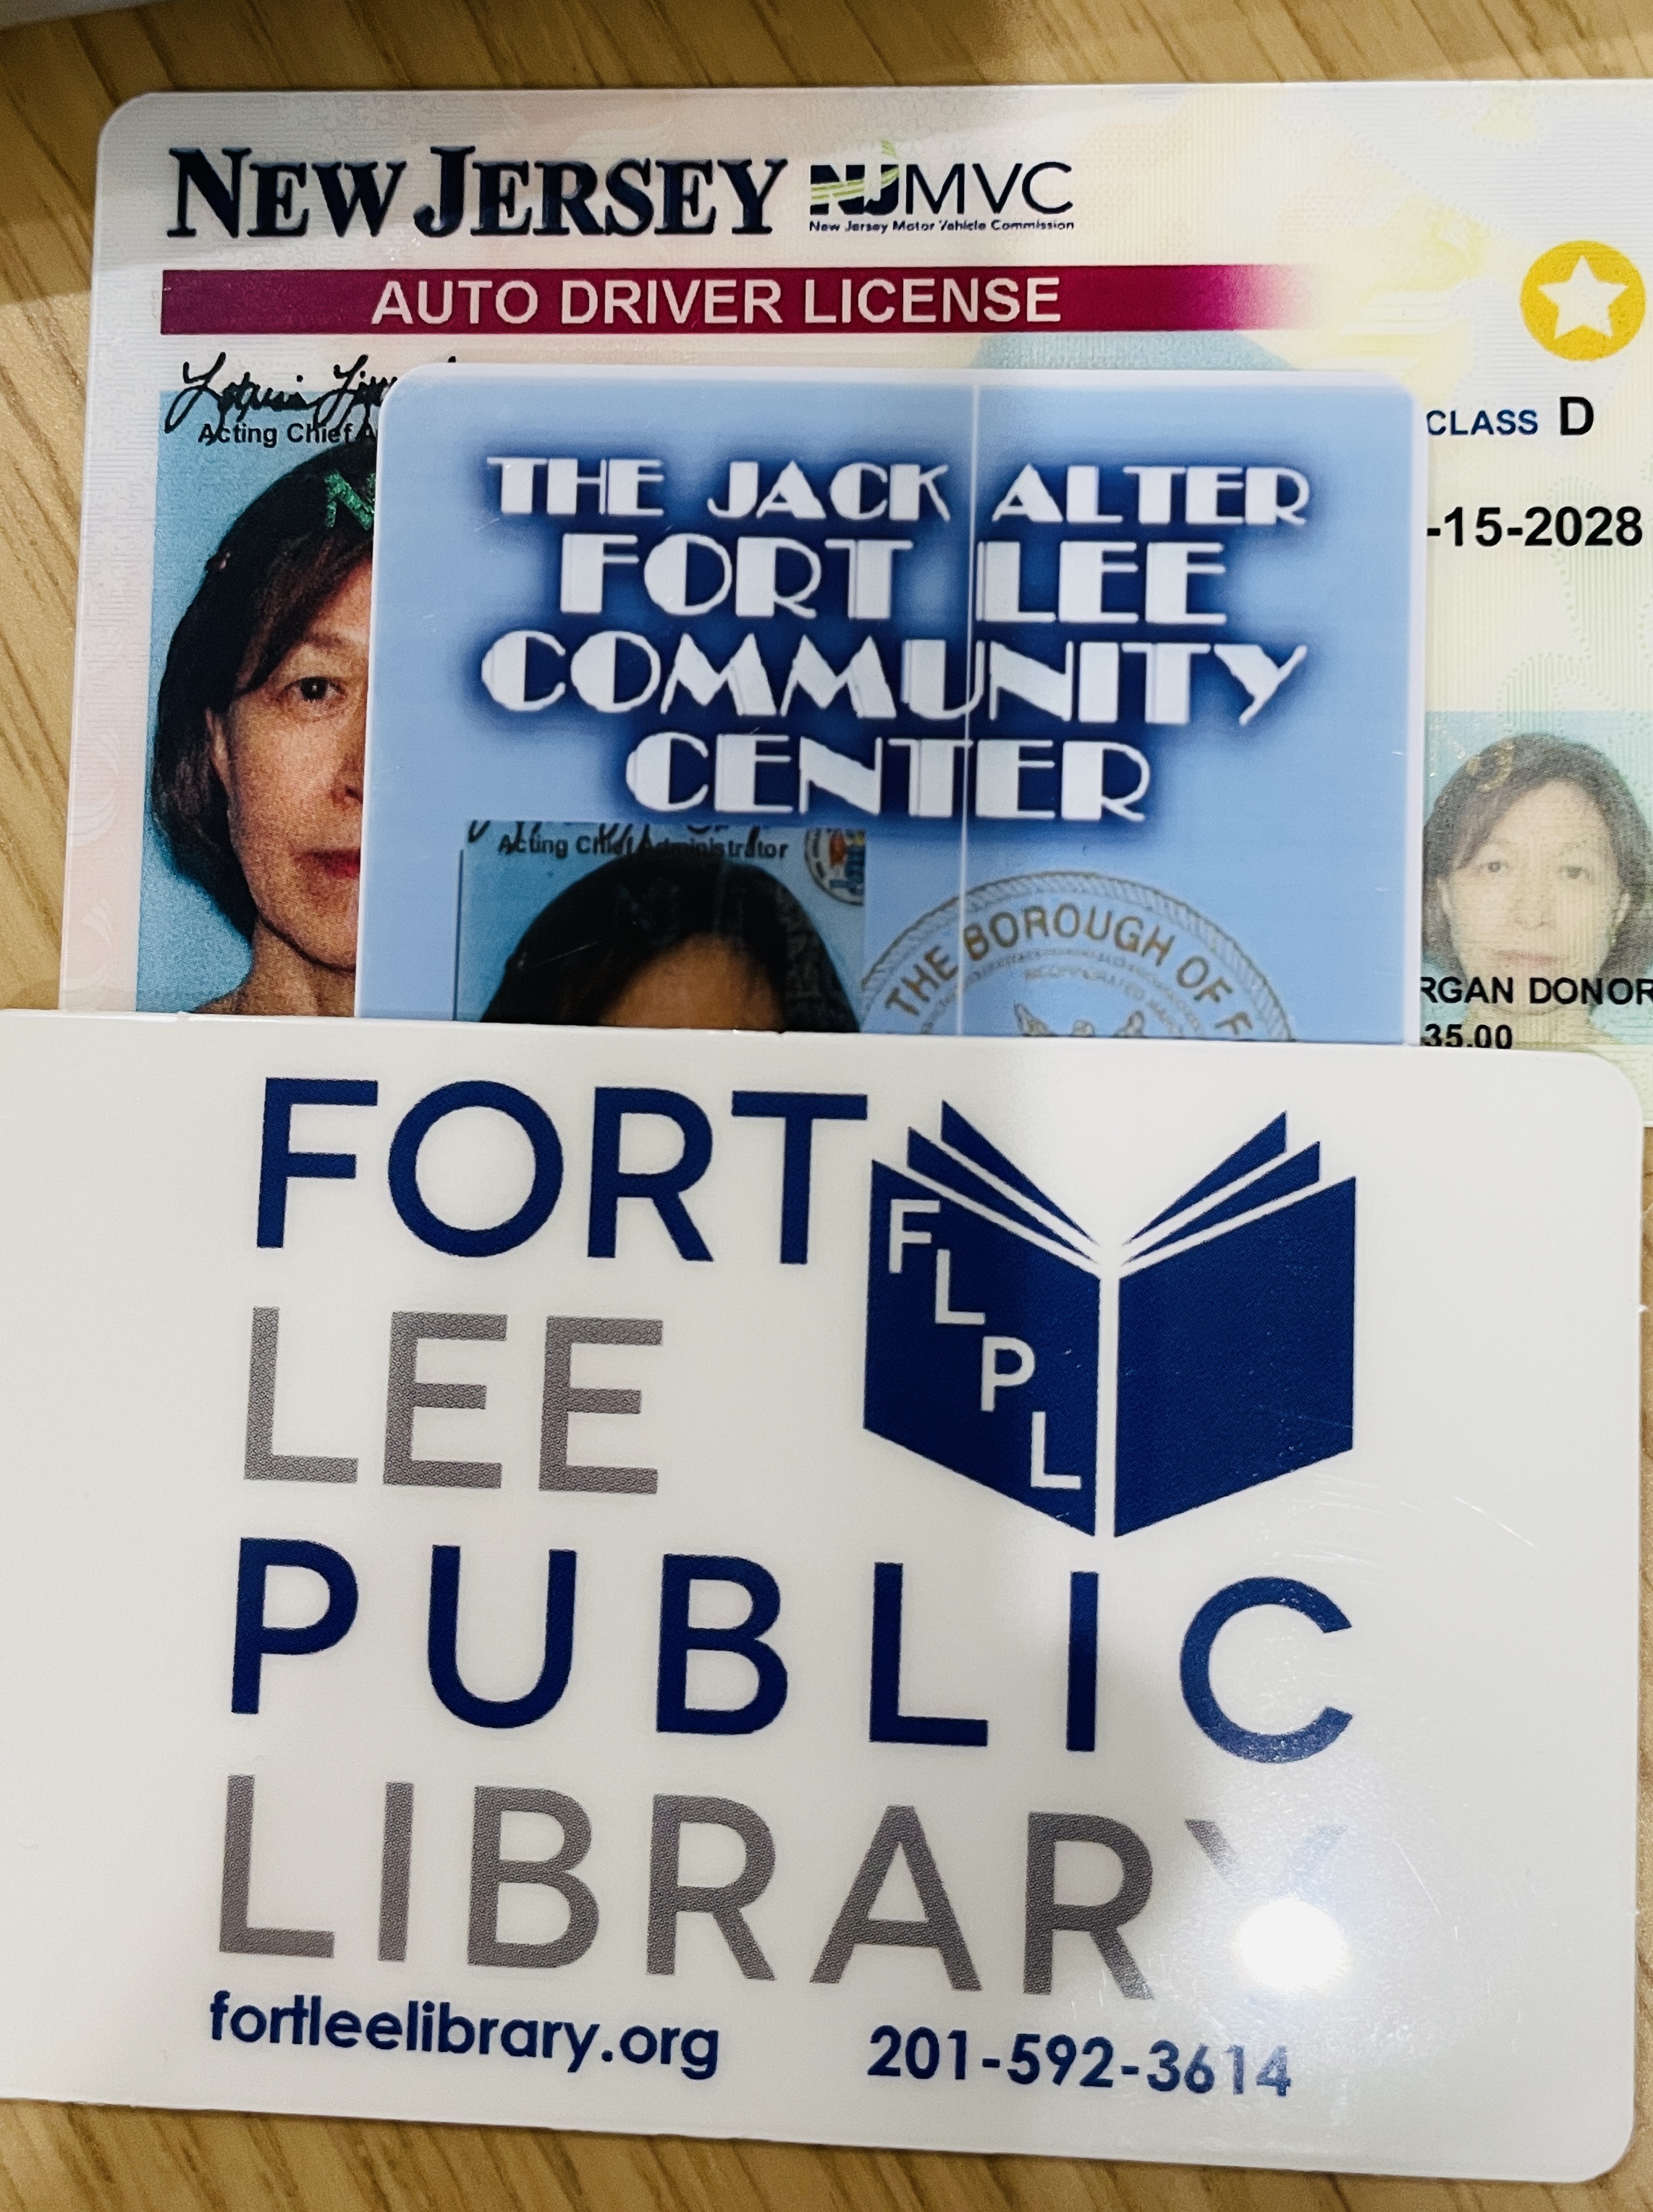 NEW JERSEY NJMVC
New Jersey Motor Vehicle Commission
AUTO DRIVER LICENSE
Acting Chief
CLASS D
-15-2028
THE JACK ALTER
FORT LEE
COMMUNITY
CENTER
Acting Chief Administrator
THE BOROUGH OF F
RGAN DONOR
35.00
FORT
LEE
PUBLIC
LIBRARY
FLPL
fortleelibrary.org 201-592-3614